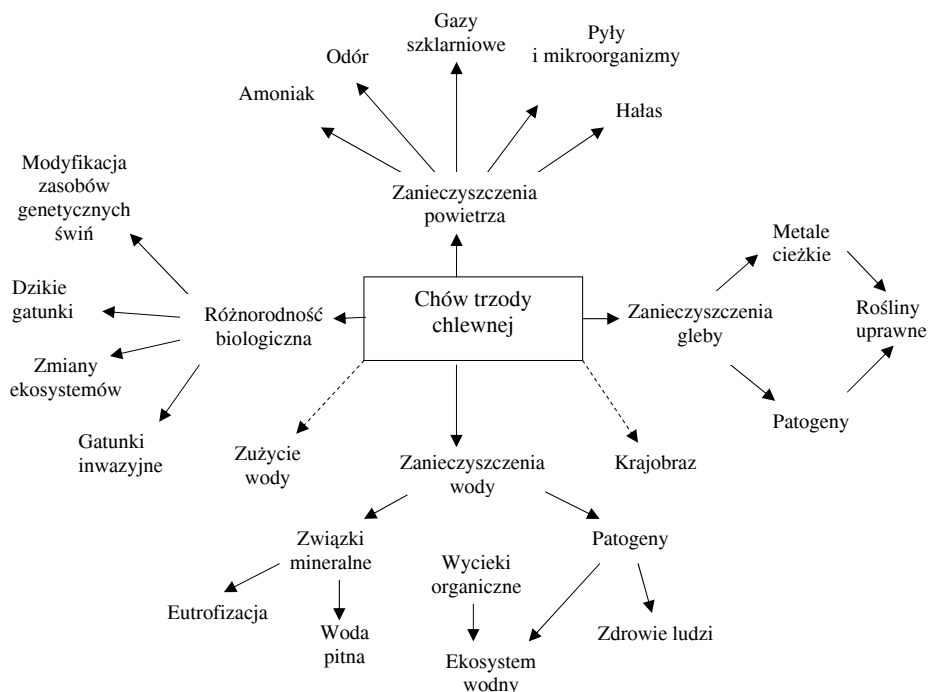 Gazy
szklarniowe
Pyły
i mikroorganizmy
Odór
Amoniak
Hałas
Modyfikacja
zasobów
genetycznych
świń
Zanieczyszczenia
powietrza
Metale
cieżkie
Dzikie
gatunki
Różnorodność
biologiczna
Chów trzody
chlewnej
Zanieczyszczenia
gleby
Rośliny
uprawne
Zmiany
ekosystemów
Patogeny
Gatunki
inwazyjne
Zużycie
wody
Zanieczyszczenia
wody
Krajobraz
Związki
mineralne
Wycieki
organiczne
Patogeny
Eutrofizacja
Woda
pitna
Ekosystem
wodny
Zdrowie ludzi